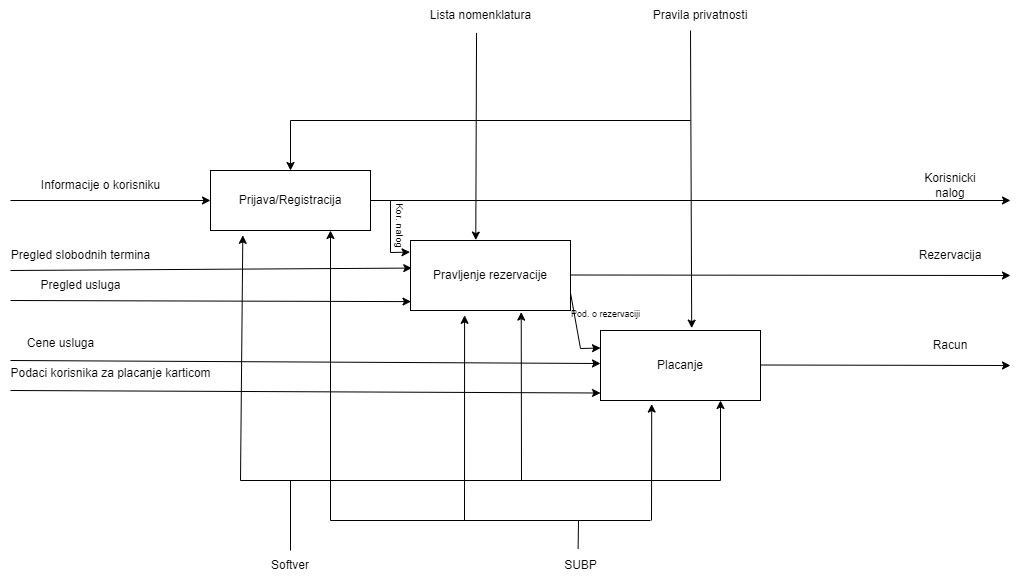 Lista nomenklatura
Pravila privatnosti
Informacije o korisniku
Prijava/Registracija
Korisnicki
nalog
Kor. nalog
Pregled slobodnih termina
Pravljenje rezervacije
Rezervacija
Pregled usluga
Pod. o rezervaciji
Cene usluga
Placanje
Racun
Podaci korisnika za placanje karticom
Softver
SUBP